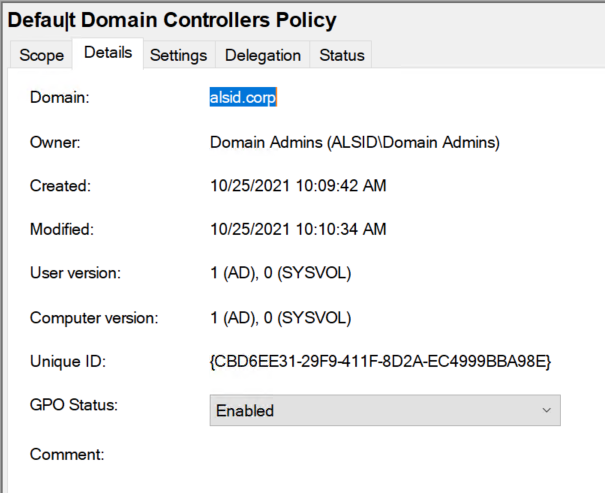 Defau|t Domain Controllers Policy
Scope Details Settings Delegation Status
Domain: alsid.corp
Owner: Domain Admins (ALSID\Domain Admins)
Created: 10/25/2021 10:09:42 AM
Modified: 10/25/2021 10:10:34 AM
User version: 1 (AD), 0 (SYSVOL)
Computer version: 1 (AD), 0 (SYSVOL)
Unique ID: {CBD6EE31-29F9-411F-8D2A-EC4999BBA98E}
GPO Status: Enabled
Comment: